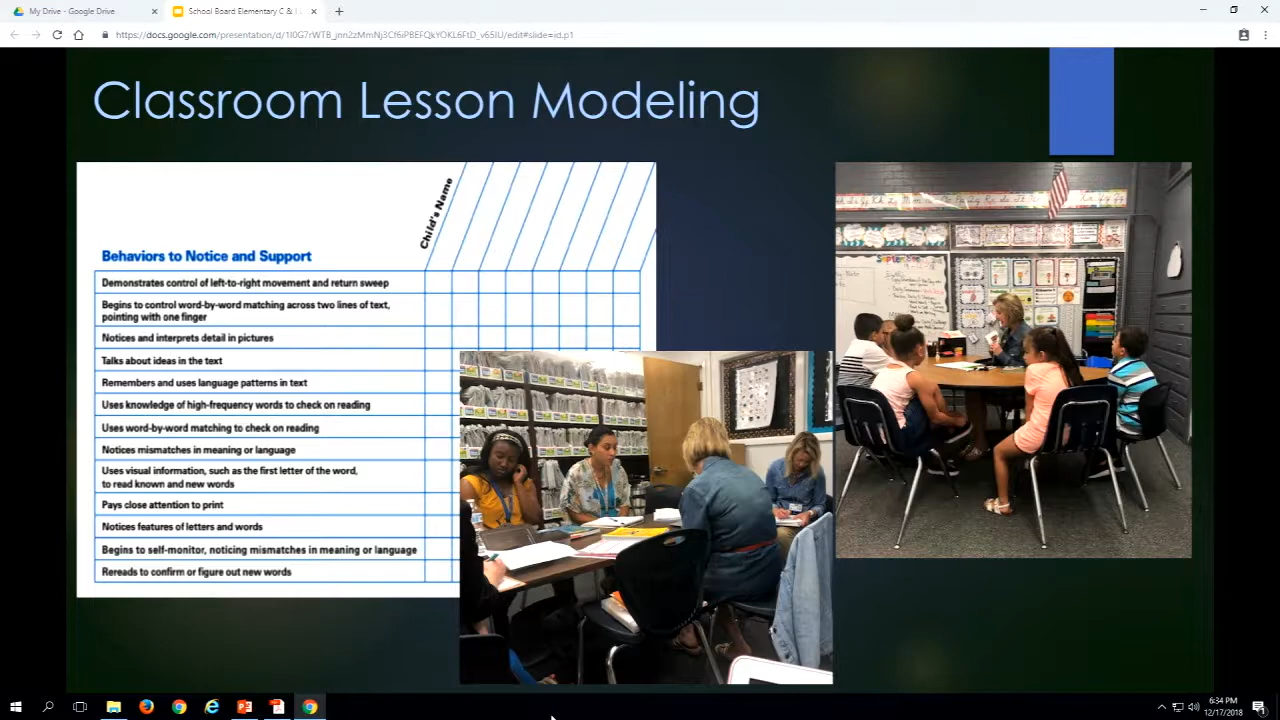 My Drive - Google Drive
School Board Elementary C & I
https://docs.google.com/presentation/d/
Classroom Lesson Modeling
Child's Name
Behaviors to Notice and Support
Demonstrates control of left-to-right movement and return sweep
Begins to control word-by-word matching across two lines of text,
pointing with one finger
Notices and interprets detail in pictures
Talks about ideas in the text
Remembers and uses language patterns in text
Uses knowledge of high-frequency words to check on reading
Uses word-by-word matching to check on reading
Notices mismatches in meaning or language
Uses visual information, such as the first letter of the word,
to read known and new words
Pays close attention to print
Notices features of letters and words
Begins to self-monitor, noticing mismatches in meaning or language
Rereads to confirm or figure out new words
September
6:34 PM
12/17/2018